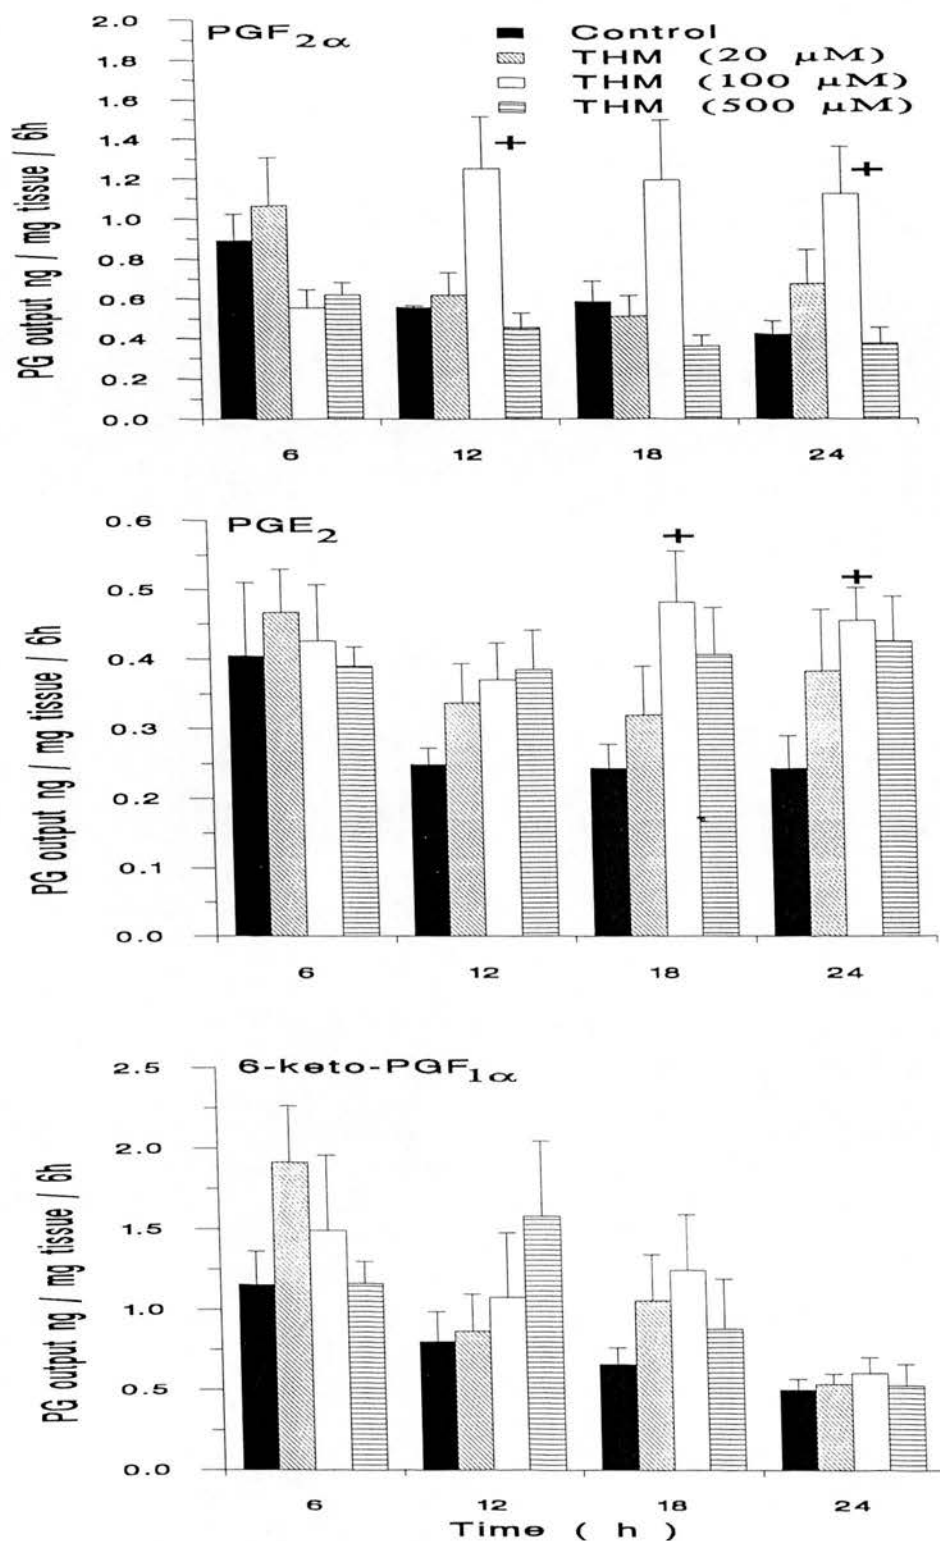 PGF2α
Control
THM (20 μM)
THM (100 μM)
THM (500 μM)
PG output ng / mg tissue / 6h
2.0
1.8
1.6
1.4
1.2
1.0
0.8
0.6
0.4
0.2
0.0
6 12 18 24
+
+
PGE2
PG output ng / mg tissue / 6h
0.6
0.5
0.4
0.3
0.2
0.1
0.0
6 12 18 24
+
+
6-keto-PGF1α
PG output ng / mg tissue / 6h
2.5
2.0
1.5
1.0
0.5
0.0
6 12 18 24
Time ( h )